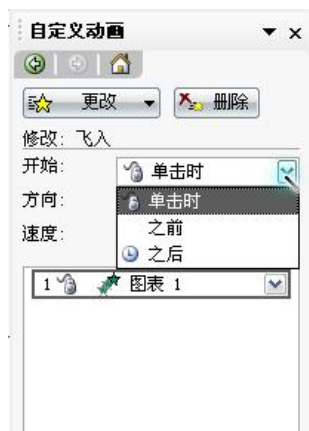 自定义动画
更改 删除
修改: 飞入
开始: 单击时
方向: 单击时
之前
速度:
之后
1 图表 1